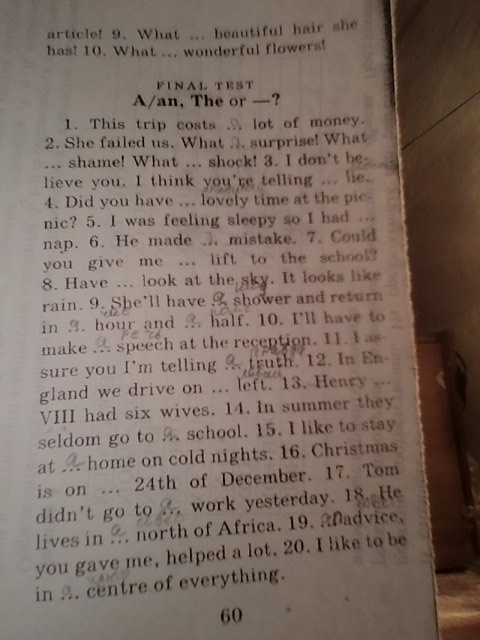 article! 9. What ... beautiful hair she
has! 10. What ... wonderful flowers!
FINAL TEST
A/an, The or —?
1. This trip costs ... lot of money.
2. She failed us. What ... surprise! What
... shame! What ... shock! 3. I don't be-
lieve you. I think you're telling ... lie.
4. Did you have ... lovely time at the pic-
nic? 5. I was feeling sleepy so I had ...
nap. 6. He made ... mistake. 7. Could
you give me ... lift to the school?
8. Have ... look at the sky. It looks like
rain. 9. She'll have a ... shower and return
in a ... hour and a ... half. 10. I'll have to
речь
make ... speech at the reception. 11. I as-
правда
sure you I'm telling a ... truth. 12. In En-
gland we drive on ... left. 13. Henry ...
VIII had six wives. 14. In summer they
seldom go to a ... school. 15. I like to stay
at a ... home on cold nights. 16. Christmas
is on ... 24th of December. 17. Tom
didn't go to a ... work yesterday. 18. He
lives in a ... north of Africa. 19. ... advice,
you gave me, helped a lot. 20. I like to be
in a ... centre of everything.
60